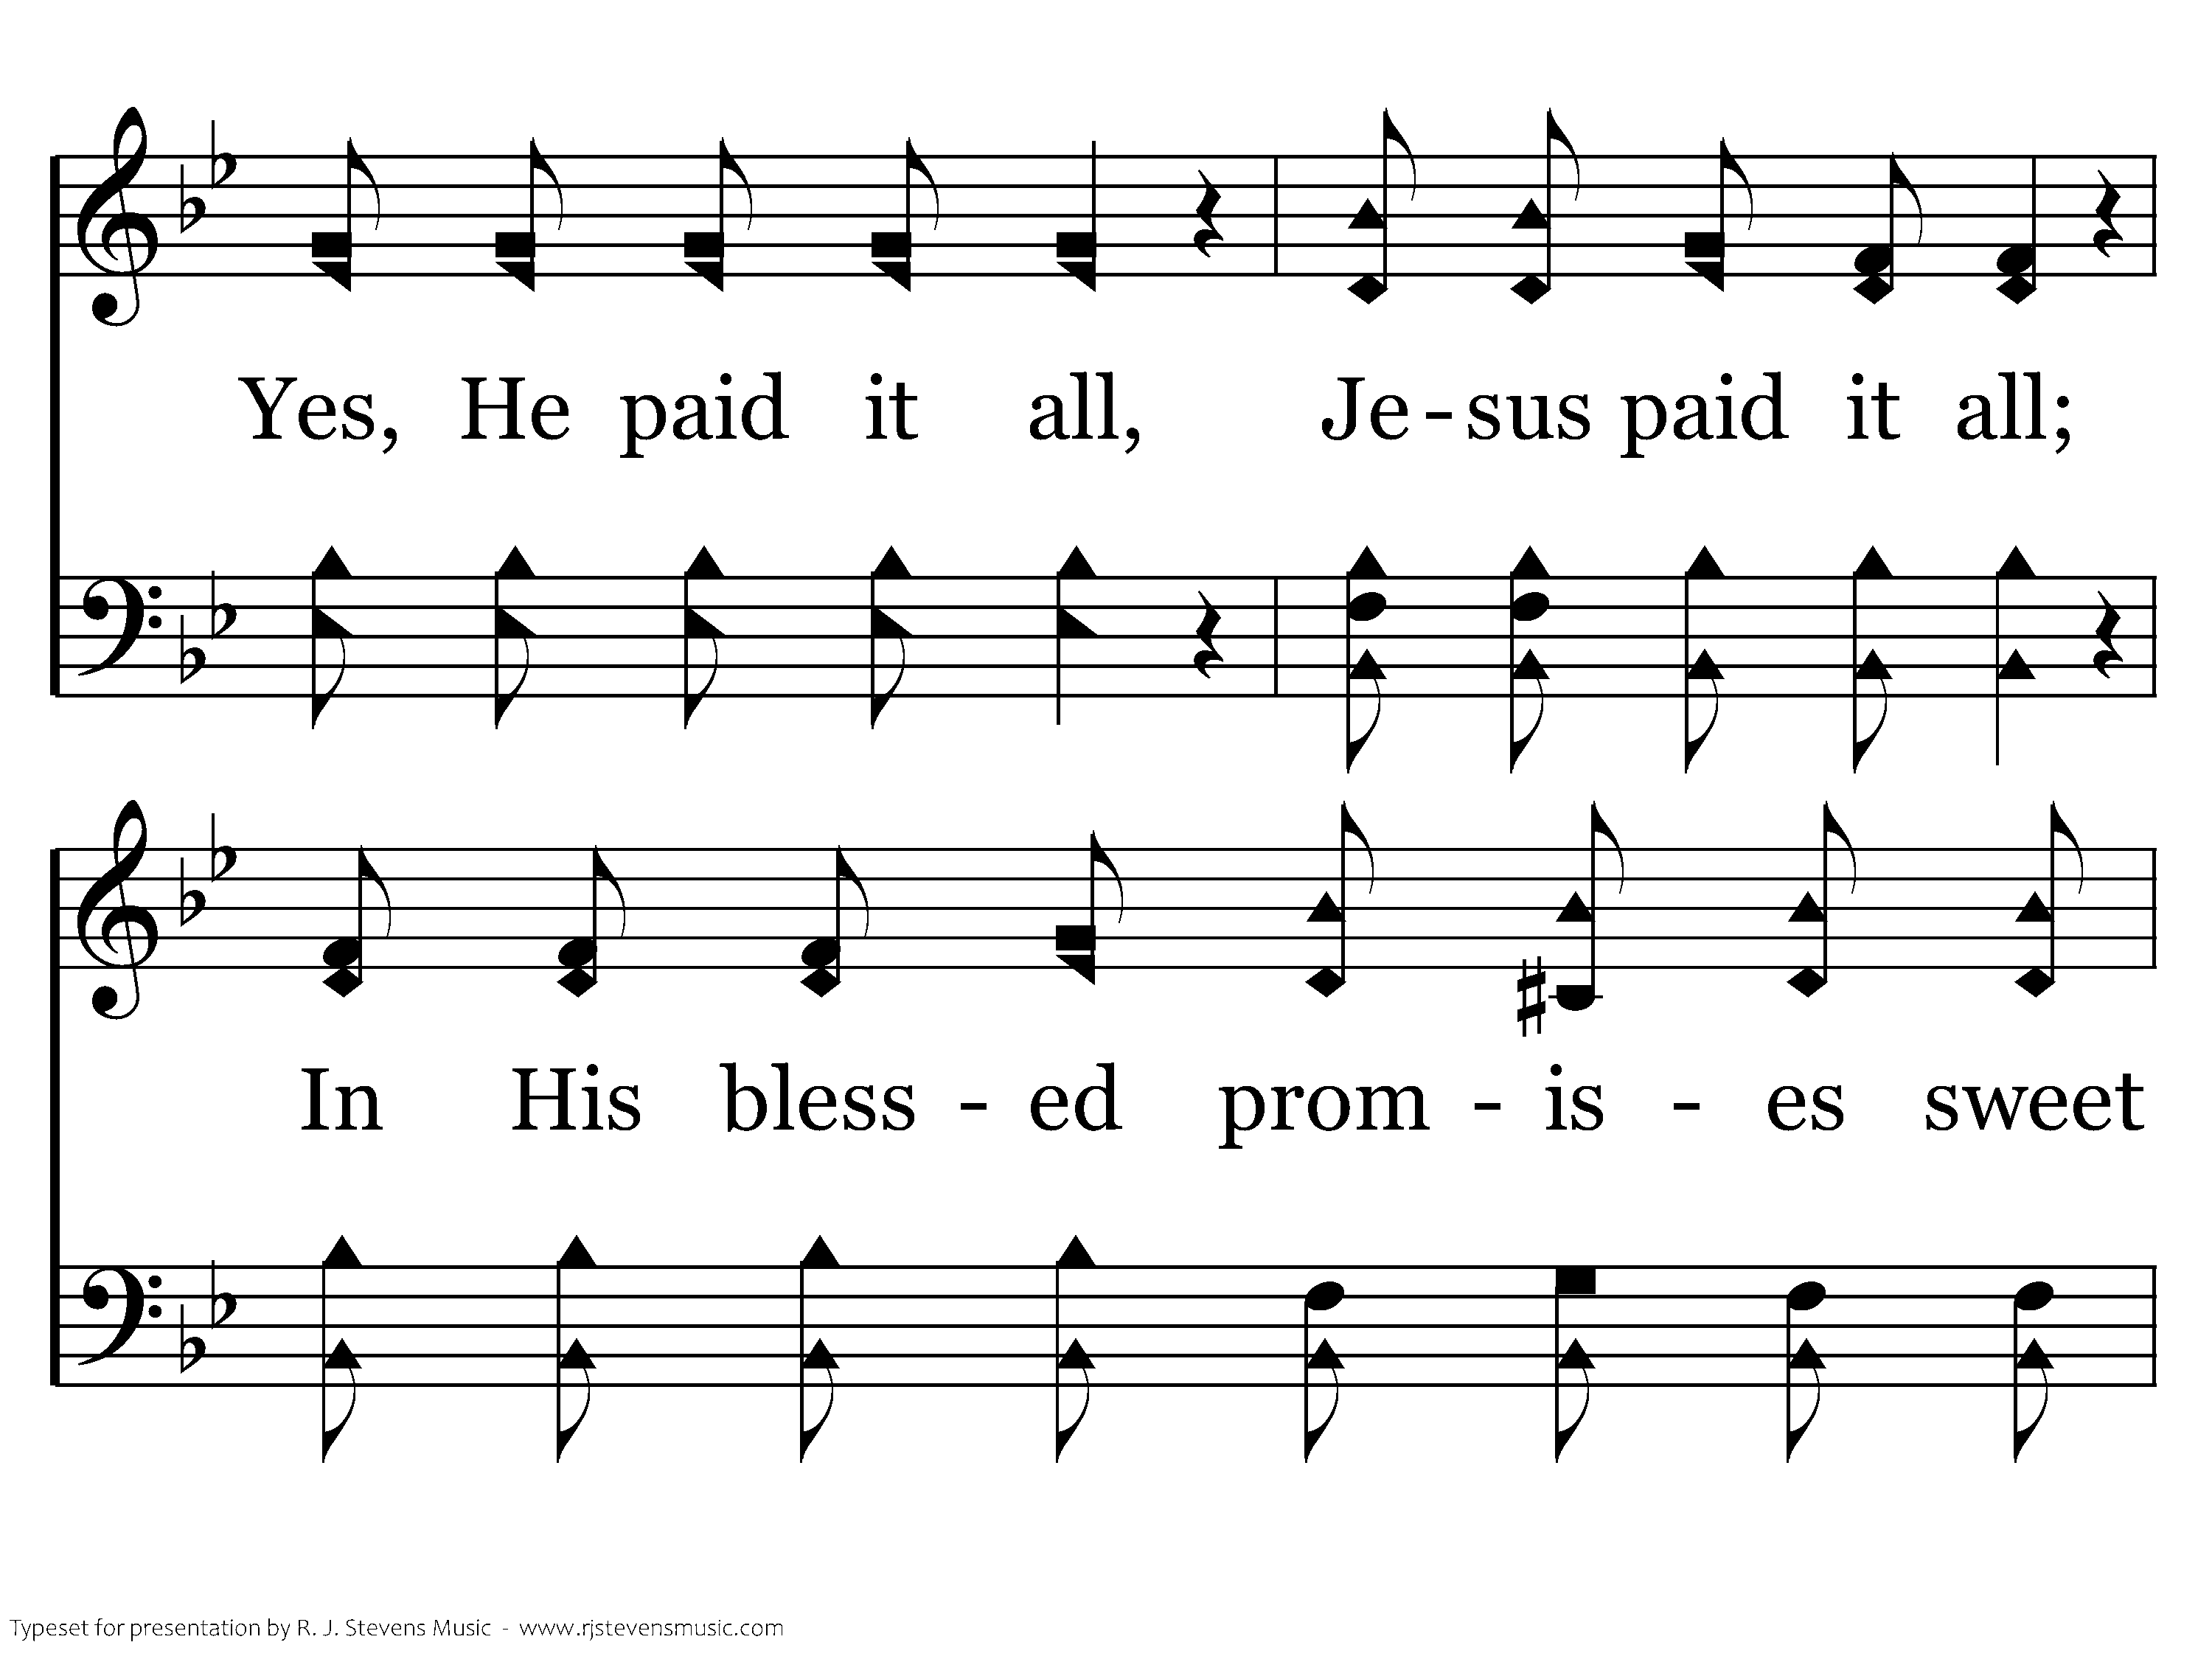 Yes, He paid it all, Je - sus paid it all;
In His bless - ed prom - is - es sweet
Typeset for presentation by R. J. Stevens Music - www.rjstevensmusic.com